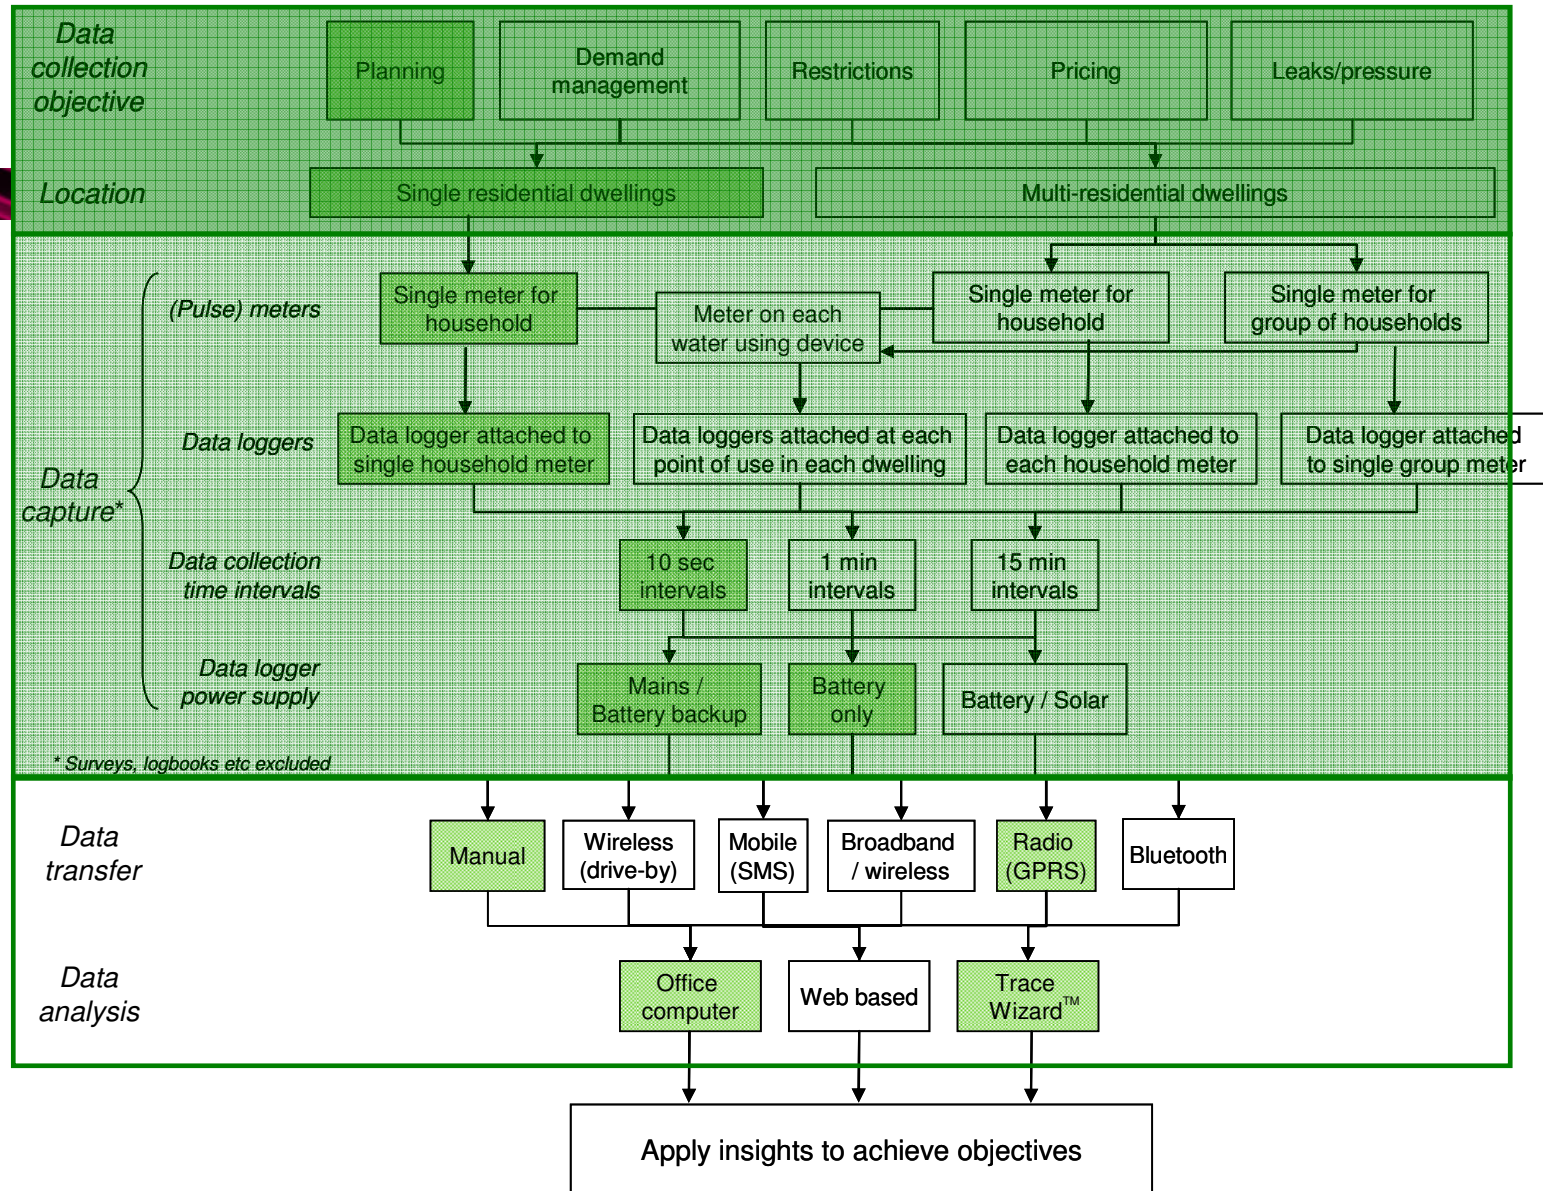 Data
collection
objective
Planning
Demand
management
Restrictions
Pricing
Leaks/pressure
Location
Single residential dwellings
Multi-residential dwellings
(Pulse) meters
Single meter for
household
Meter on each
water using device
Single meter for
household
Single meter for
group of households
Data
capture*
Data loggers
Data logger attached to
single household meter
Data loggers attached at each
point of use in each dwelling
Data logger attached to
each household meter
Data logger attached
to single group meter
Data collection
time intervals
10 sec
intervals
1 min
intervals
15 min
intervals
Data logger
power supply
Mains /
Battery backup
Battery
only
Battery / Solar
* Surveys, logbooks etc excluded
Data
transfer
Manual
Wireless
(drive-by)
Mobile
(SMS)
Broadband
/ wireless
Radio
(GPRS)
Bluetooth
Data
analysis
Office
computer
Web based
Trace
Wizard™
Apply insights to achieve objectives